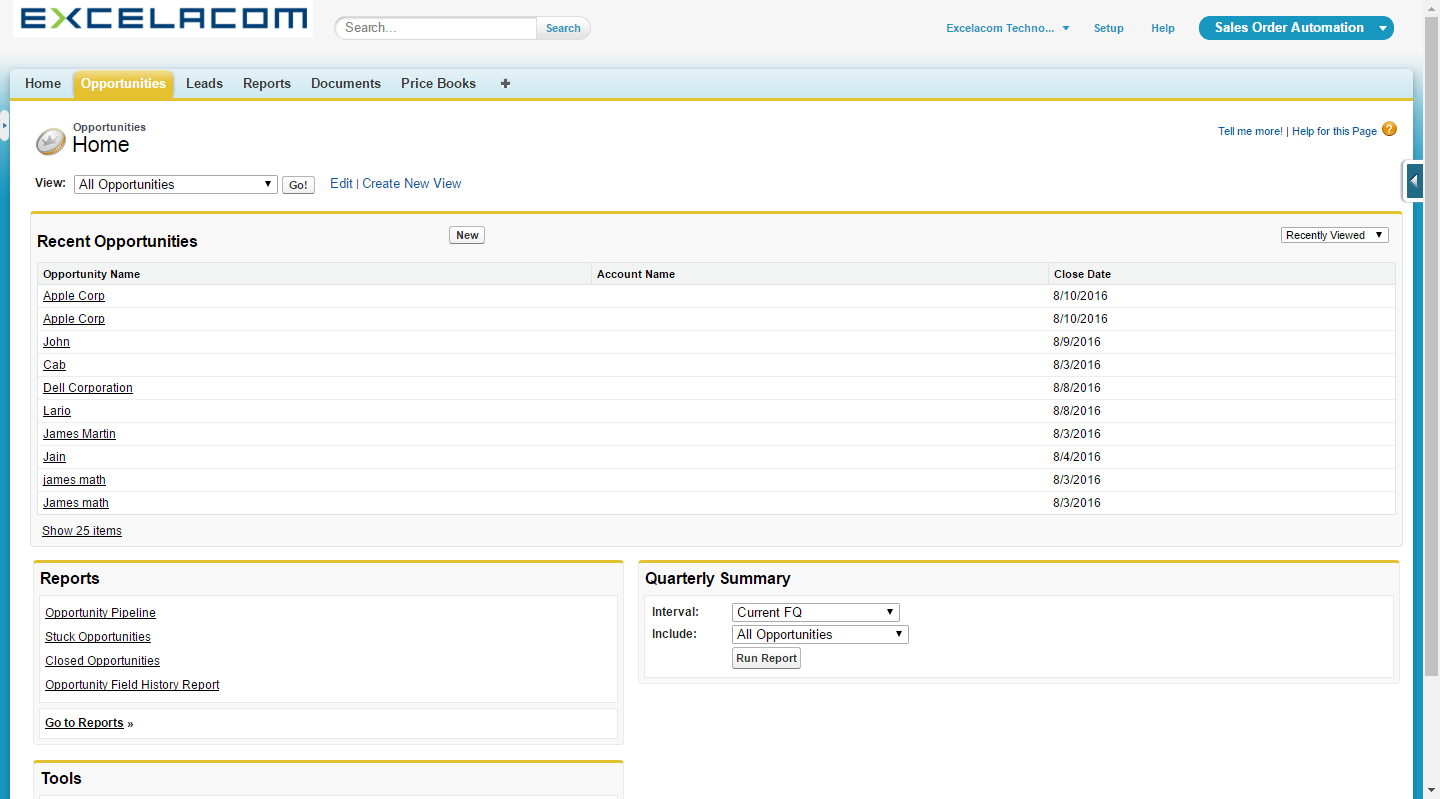 EXCELACOM
Search... Search Excelacom Techno... Setup Help Sales Order Automation
Home Opportunities Leads Reports Documents Price Books
Opportunities
Home
Tell me more! | Help for this Page ?
View: All Opportunities Go! Edit | Create New View
Recent Opportunities New Recently Viewed
Opportunity Name Account Name Close Date
Apple Corp 8/10/2016
Apple Corp 8/10/2016
John 8/9/2016
Cab 8/3/2016
Dell Corporation 8/8/2016
Lario 8/8/2016
James Martin 8/3/2016
Jain 8/4/2016
james math 8/3/2016
James math 8/3/2016
Show 25 items
Reports
Opportunity Pipeline
Stuck Opportunities
Closed Opportunities
Opportunity Field History Report
Go to Reports »
Quarterly Summary
Interval: Current FQ
Include: All Opportunities
Run Report
Tools